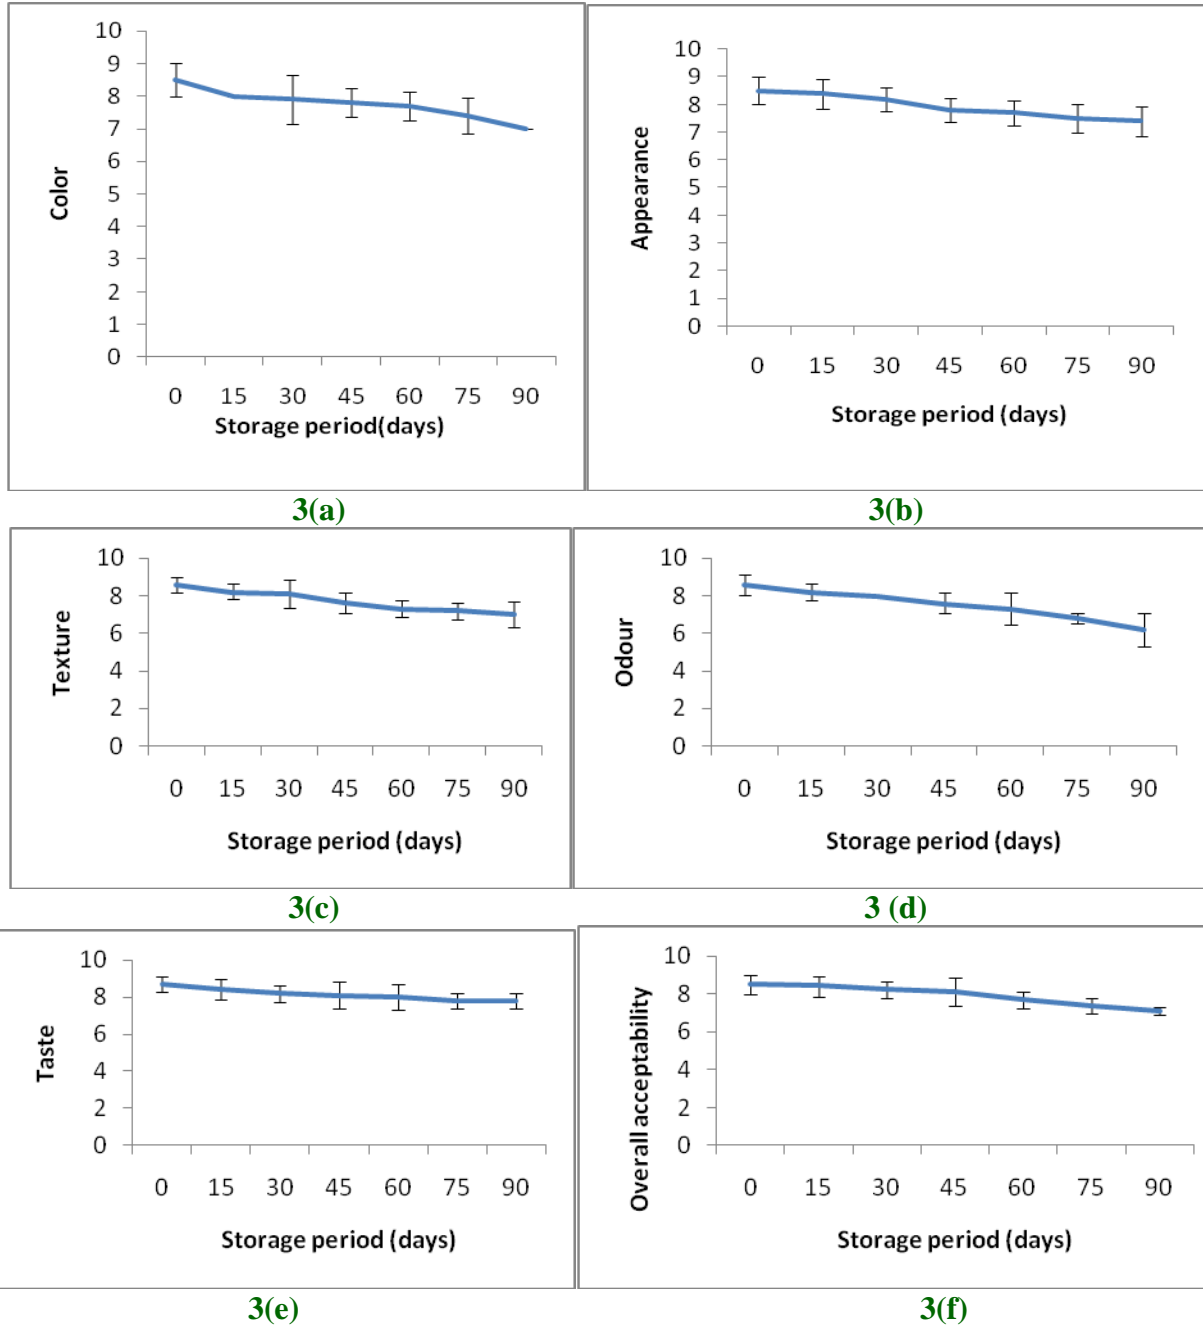 10
9
8
7
6
5
4
3
2
1
0
Color
0 15 30 45 60 75 90
Storage period(days)
3(a)
10
9
8
7
6
5
4
3
2
1
0
Appearance
0 15 30 45 60 75 90
Storage period (days)
3(b)
10
8
6
4
2
0
Texture
0 15 30 45 60 75 90
Storage period (days)
3(c)
10
8
6
4
2
0
Odour
0 15 30 45 60 75 90
Storage period (days)
3 (d)
10
8
6
4
2
0
Taste
0 15 30 45 60 75 90
Storage period (days)
3(e)
10
8
6
4
2
0
Overall acceptability
0 15 30 45 60 75 90
Storage period (days)
3(f)